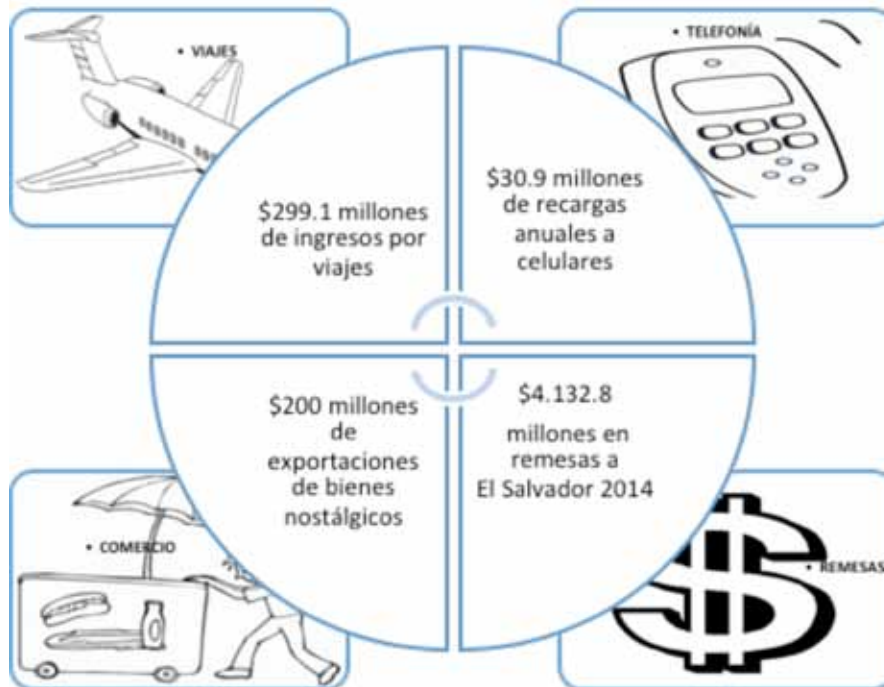 • VIAJES
• TELEFONÍA
$299.1 millones
de ingresos por
viajes
$30.9 millones
de recargas
anuales a
celulares
$200 millones
de
exportaciones
de bienes
nostálgicos
$4.132.8
millones en
remesas a
El Salvador 2014
• COMERCIO
• REMESAS